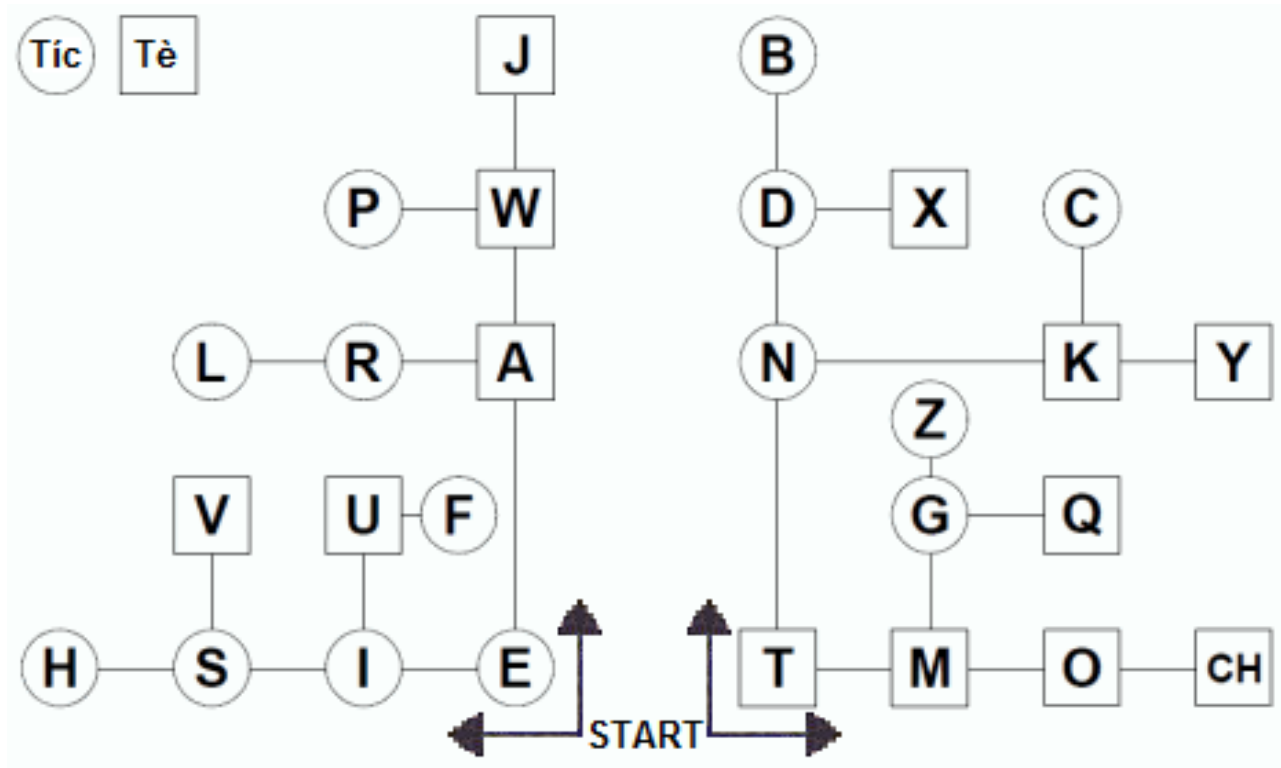 Tíc Tè J B
P W D X C
L R A N K Y
Z
V U F G Q
H S I E T M O CH
START